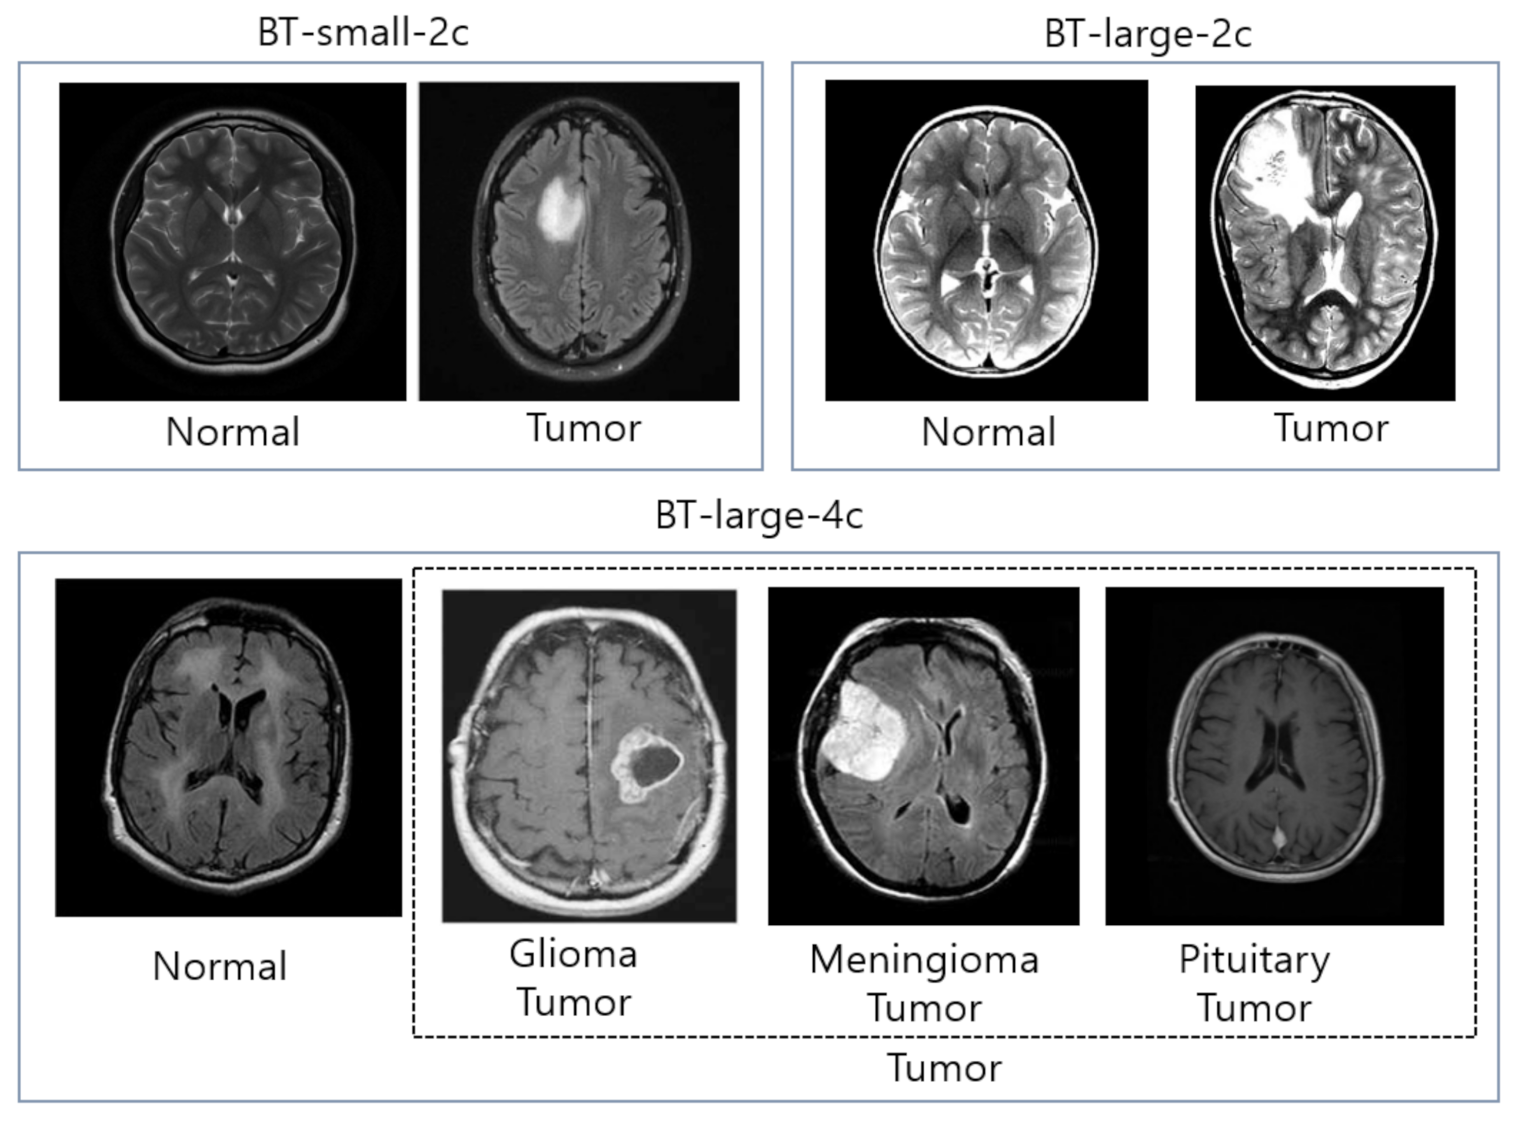 BT-small-2c
BT-large-2c
Normal
Tumor
Normal
Tumor
BT-large-4c
Normal
Glioma
Tumor
Meningioma
Tumor
Pituitary
Tumor
Tumor